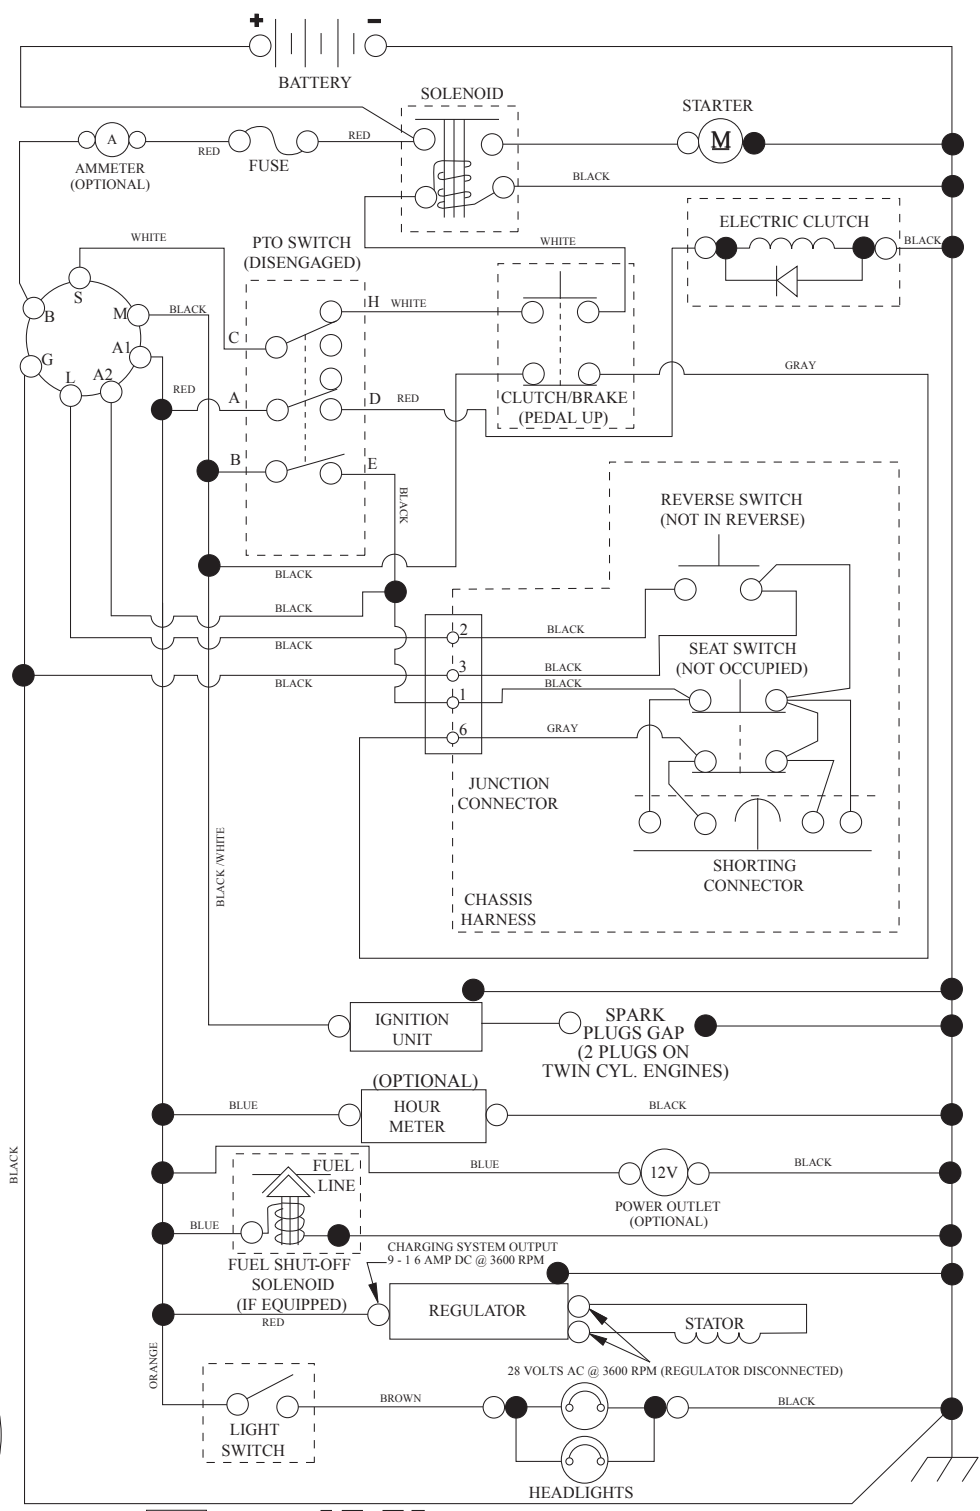 + -
BATTERY
SOLENOID
STARTER
A
RED
FUSE
RED
M
AMMETER
(OPTIONAL)
BLACK
ELECTRIC CLUTCH
WHITE
PTO SWITCH
(DISENGAGED)
WHITE
BLACK
S
B
M
BLACK
H
WHITE
C
G
A1
L
A2
GRAY
RED
A
D
RED
CLUTCH/BRAKE
(PEDAL UP)
B
E
BLACK
REVERSE SWITCH
(NOT IN REVERSE)
BLACK
BLACK
2
BLACK
BLACK
SEAT SWITCH
(NOT OCCUPIED)
3
BLACK
BLACK
BLACK
1
6
GRAY
JUNCTION
CONNECTOR
BLACK /WHITE
SHORTING
CONNECTOR
CHASSIS
HARNESS
IGNITION
UNIT
SPARK
PLUGS GAP
(2 PLUGS ON
TWIN CYL. ENGINES)
(OPTIONAL)
BLUE
HOUR
METER
BLACK
BLACK
FUEL
LINE
BLUE
12V
BLACK
POWER OUTLET
(OPTIONAL)
BLUE
FUEL SHUT-OFF
SOLENOID
(IF EQUIPPED)
CHARGING SYSTEM OUTPUT
9 - 1 6 AMP DC @ 3600 RPM
RED
REGULATOR
STATOR
ORANGE
28 VOLTS AC @ 3600 RPM (REGULATOR DISCONNECTED)
BROWN
BLACK
LIGHT
SWITCH
HEADLIGHTS